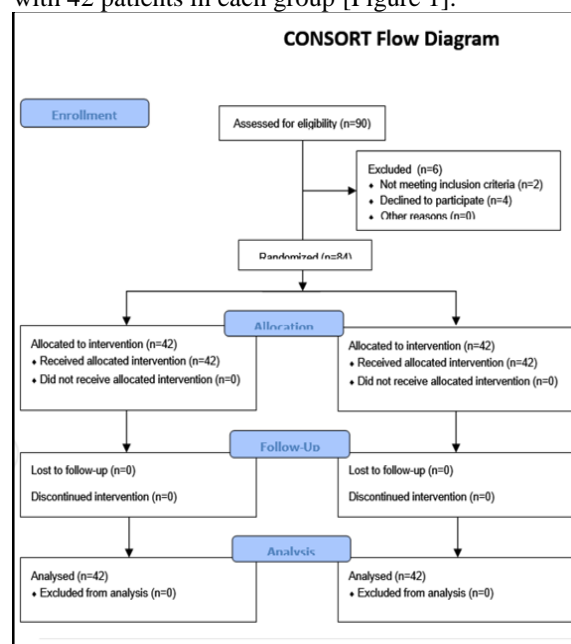 with 42 patients in each group [Figure 1].
CONSORT Flow Diagram
Enrollment
Assessed for eligibility (n=90)
Excluded (n=6)
♦ Not meeting inclusion criteria (n=2)
♦ Declined to participate (n=4)
♦ Other reasons (n=0)
Randomized (n=84)
Allocation
Allocated to intervention (n=42)
♦ Received allocated intervention (n=42)
♦ Did not receive allocated intervention (n=0)
Allocated to intervention (n=42)
♦ Received allocated intervention (n=42)
♦ Did not receive allocated intervention (n=0)
Follow-Up
Lost to follow-up (n=0)
Discontinued intervention (n=0)
Lost to follow-up (n=0)
Discontinued intervention (n=0)
Analysis
Analysed (n=42)
♦ Excluded from analysis (n=0)
Analysed (n=42)
♦ Excluded from analysis (n=0)